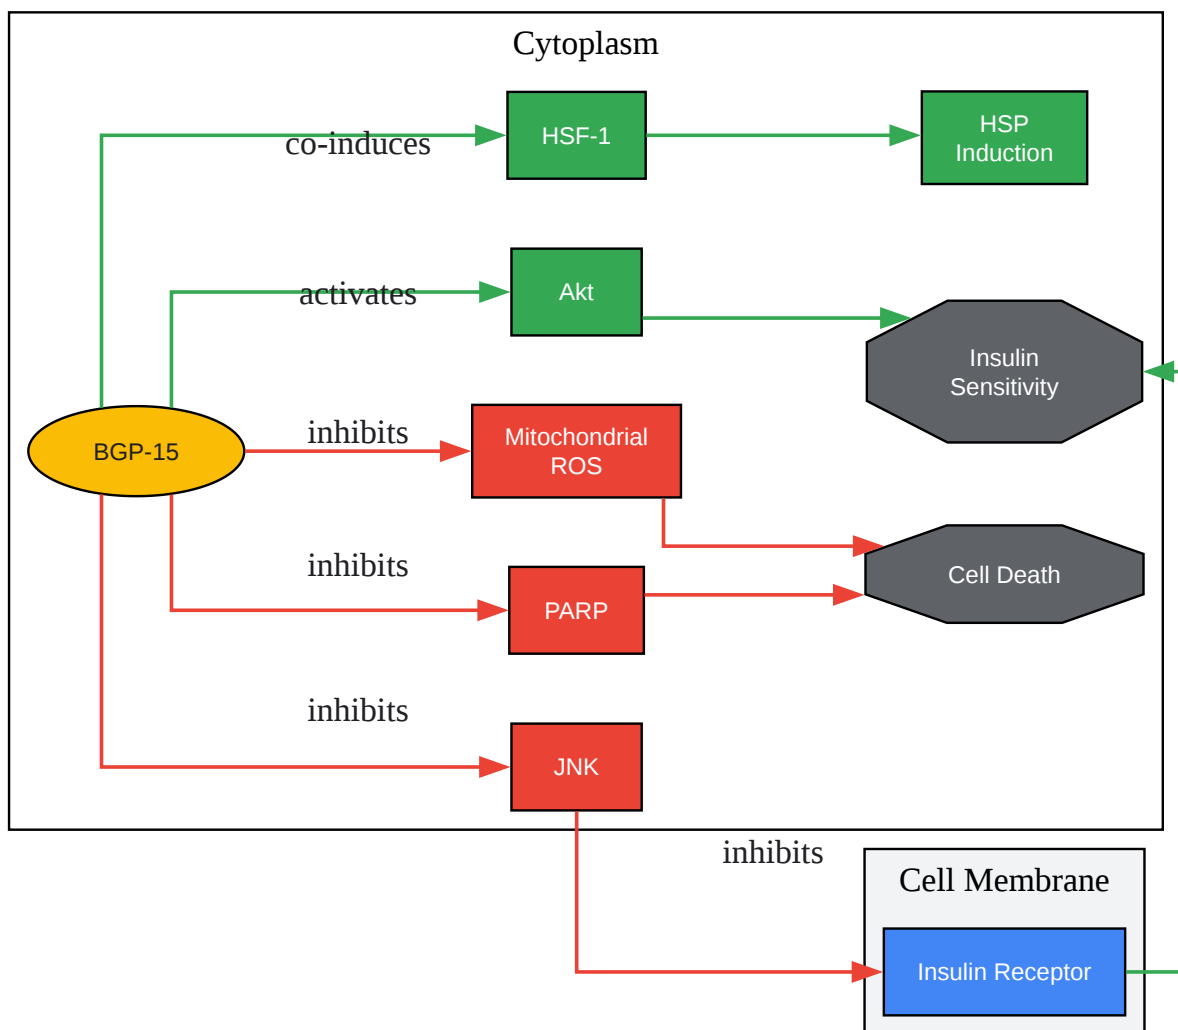 Cytoplasm
co-induces
HSF-1
HSP
Induction
activates
Akt
Insulin
Sensitivity
BGP-15
inhibits
Mitochondrial
ROS
inhibits
PARP
Cell Death
inhibits
JNK
inhibits
Cell Membrane
Insulin Receptor